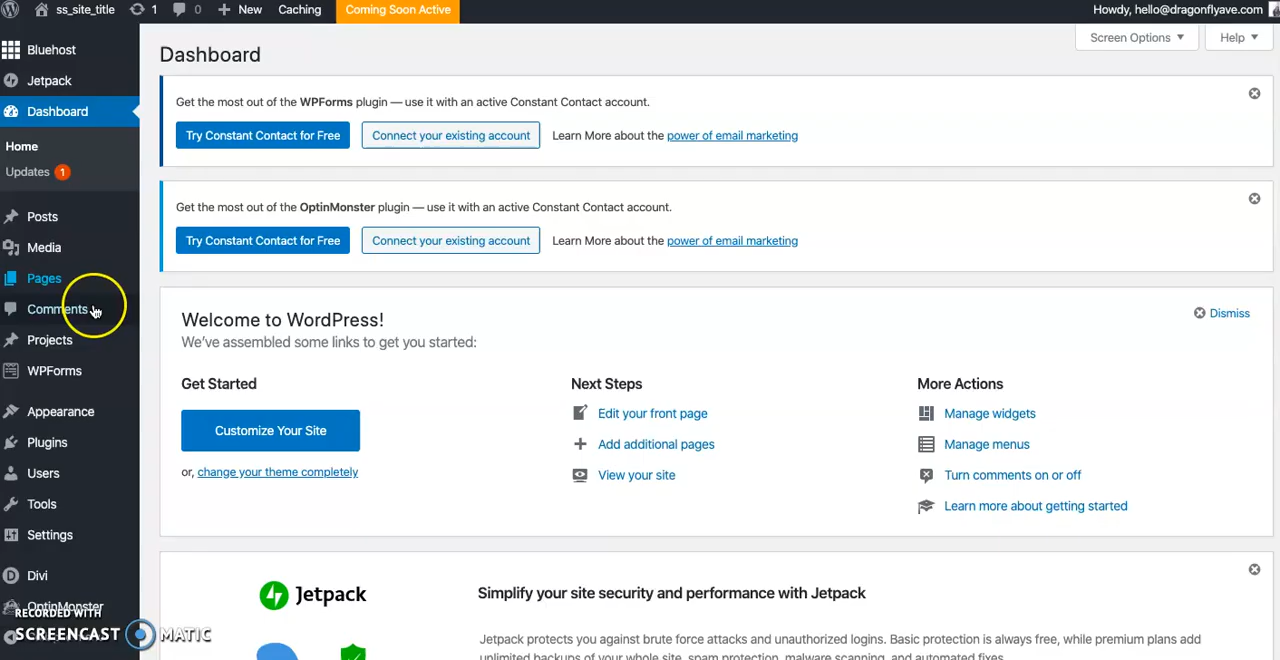 ss_site_title 1 0 New Caching Coming Soon Active Howdy, hello@dragonflyave.com
Screen Options Help
Bluehost
Jetpack
Dashboard
Home
Updates 1
Posts
Media
Pages
Comments
Projects
WPForms
Appearance
Plugins
Users
Tools
Settings
Divi
OptinMonster
RECORDED WITH
SCREENCAST MATIC
Dashboard
Get the most out of the WPForms plugin — use it with an active Constant Contact account.
Try Constant Contact for Free Connect your existing account Learn More about the power of email marketing
Get the most out of the OptinMonster plugin — use it with an active Constant Contact account.
Try Constant Contact for Free Connect your existing account Learn More about the power of email marketing
Welcome to WordPress!
Dismiss
We've assembled some links to get you started:
Get Started
Customize Your Site
or, change your theme completely
Next Steps
Edit your front page
Add additional pages
View your site
More Actions
Manage widgets
Manage menus
Turn comments on or off
Learn more about getting started
Jetpack
Simplify your site security and performance with Jetpack
Jetpack protects you against brute force attacks and unauthorized logins. Basic protection is always free, while premium plans add
unlimited backups of your whole site, spam protection, malware scanning, and automated fixes.